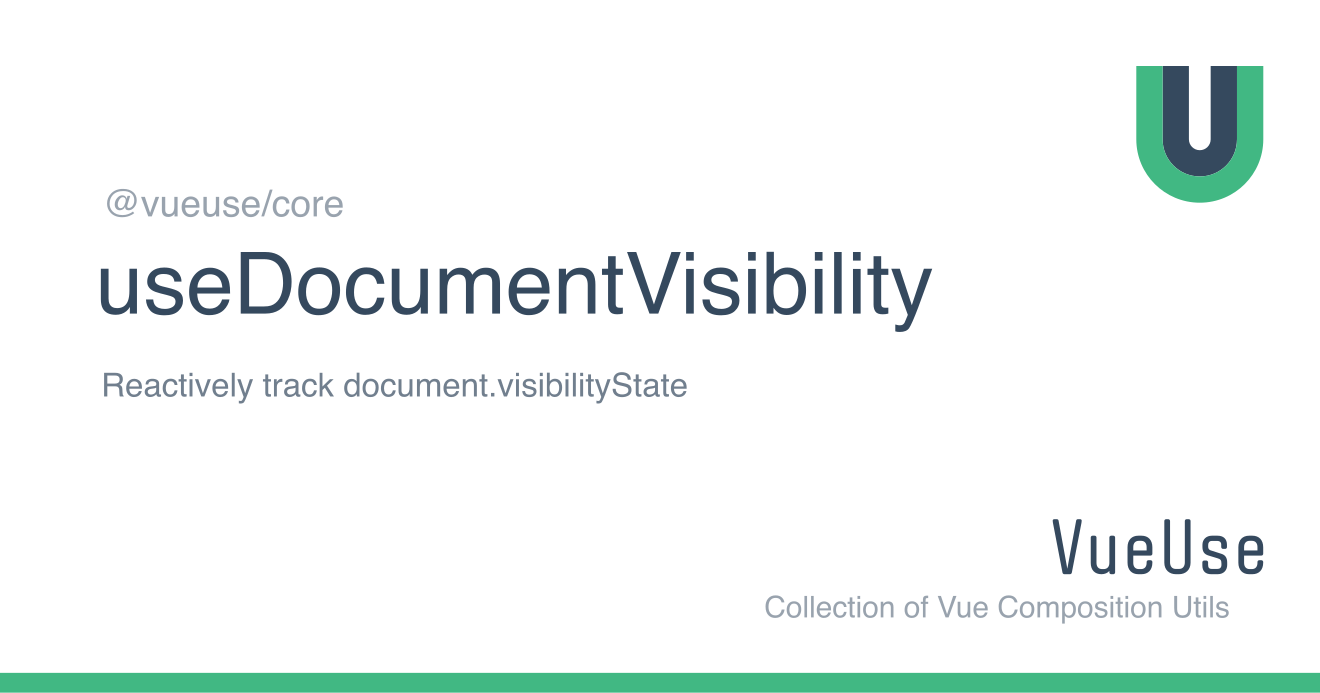 @vueuse/core
useDocumentVisibility
Reactively track document.visibilityState
VueUse
Collection of Vue Composition Utils